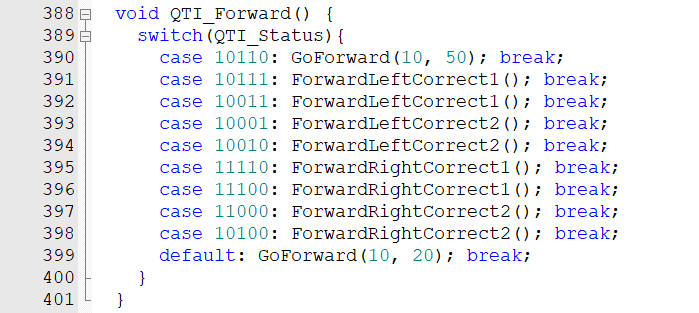 388 void QTI_Forward() {
389 switch(QTI_Status){
390 case 10110: GoForward(10, 50); break;
391 case 10111: ForwardLeftCorrect1(); break;
392 case 10011: ForwardLeftCorrect1(); break;
393 case 10001: ForwardLeftCorrect2(); break;
394 case 10010: ForwardLeftCorrect2(); break;
395 case 11110: ForwardRightCorrect1(); break;
396 case 11100: ForwardRightCorrect1(); break;
397 case 11000: ForwardRightCorrect2(); break;
398 case 10100: ForwardRightCorrect2(); break;
399 default: GoForward(10, 20); break;
400 }
401 }